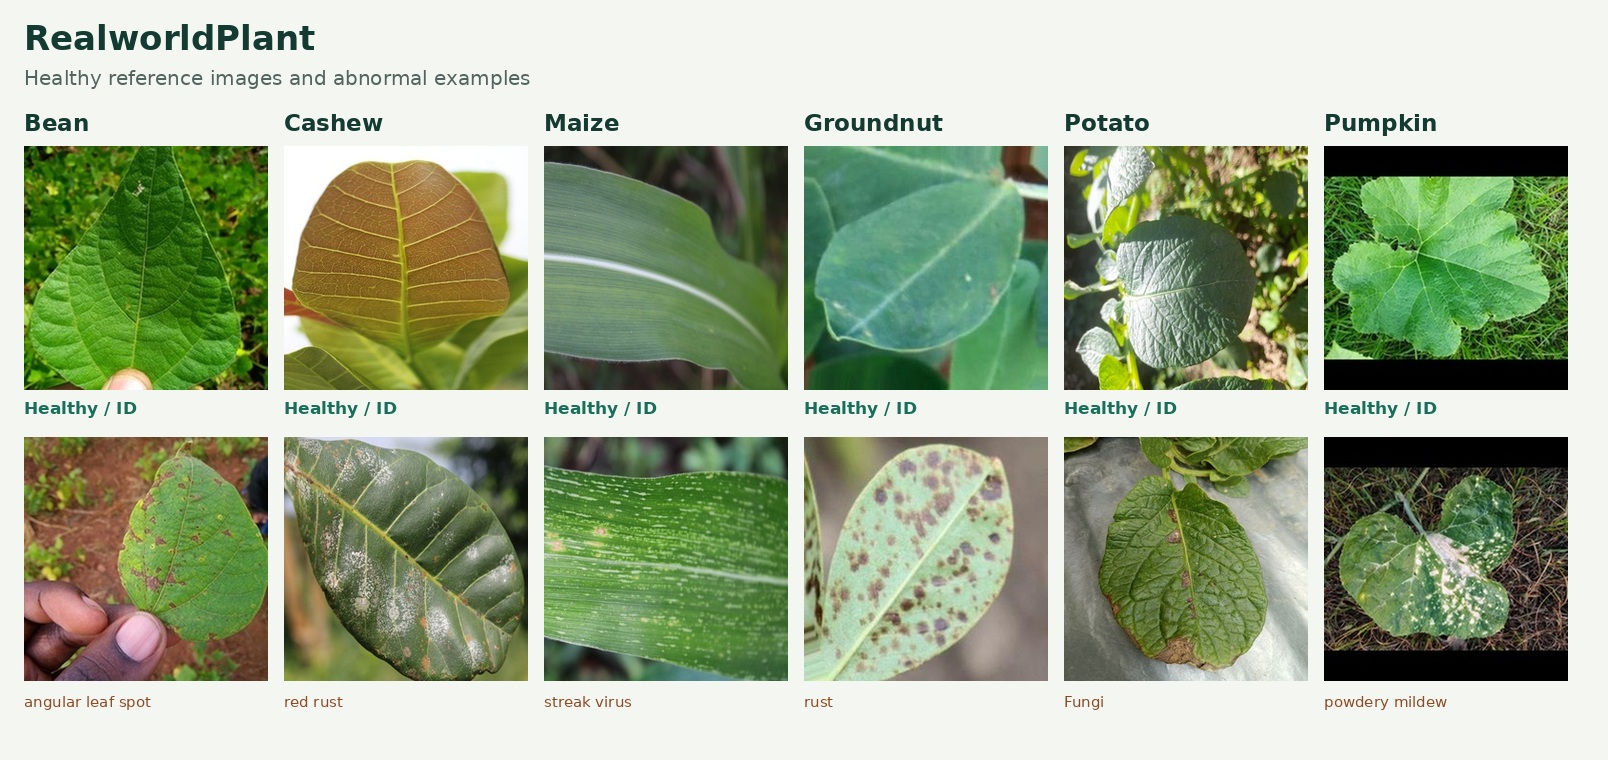 RealworldPlant
Healthy reference images and abnormal examples
Bean Cashew Maize Groundnut Potato Pumpkin
Healthy / ID Healthy / ID Healthy / ID Healthy / ID Healthy / ID Healthy / ID
angular leaf spot red rust streak virus rust Fungi powdery mildew